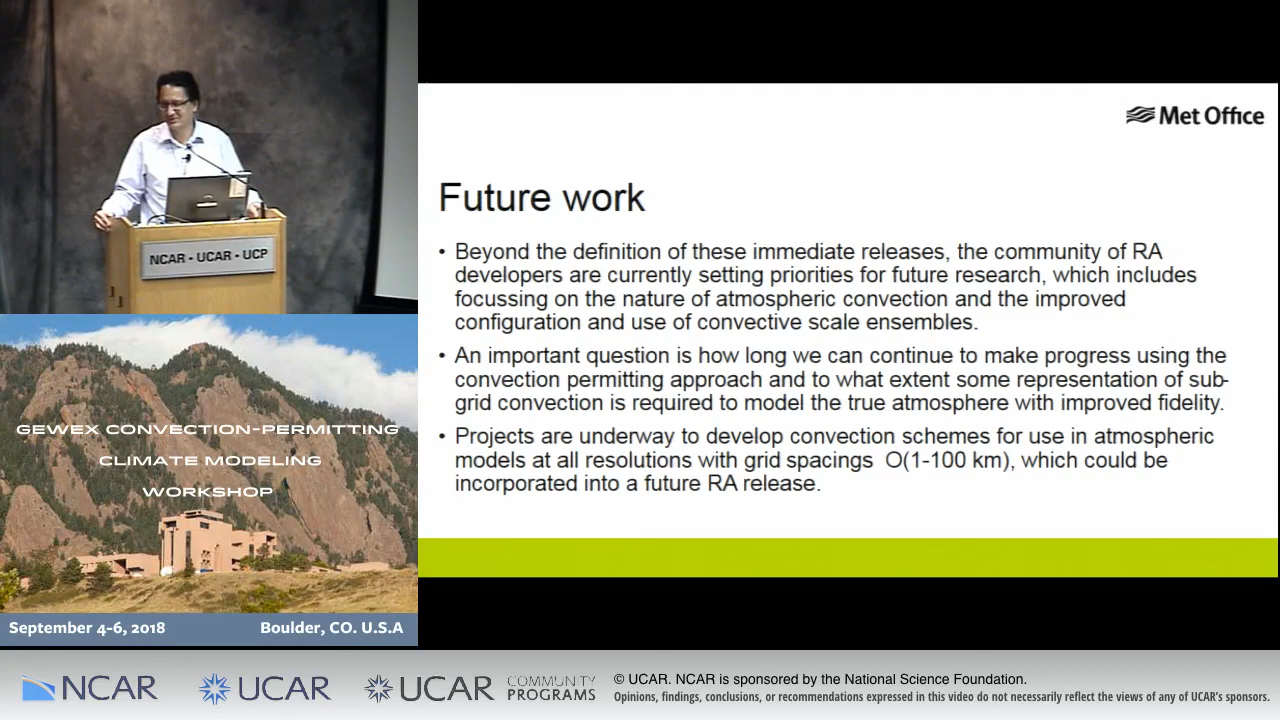 NCAR • UCAR • UCP
GEWEX CONVECTION-PERMITTING
CLIMATE MODELING
WORKSHOP
September 4-6, 2018
Boulder, CO. U.S.A
Met Office
Future work
• Beyond the definition of these immediate releases, the community of RA
developers are currently setting priorities for future research, which includes
focussing on the nature of atmospheric convection and the improved
configuration and use of convective scale ensembles.
• An important question is how long we can continue to make progress using the
convection permitting approach and to what extent some representation of sub-
grid convection is required to model the true atmosphere with improved fidelity.
• Projects are underway to develop convection schemes for use in atmospheric
models at all resolutions with grid spacings O(1-100 km), which could be
incorporated into a future RA release.
NCAR
UCAR
UCAR
COMMUNITY
PROGRAMS
© UCAR. NCAR is sponsored by the National Science Foundation.
Opinions, findings, conclusions, or recommendations expressed in this video do not necessarily reflect the views of any of UCAR's sponsors.